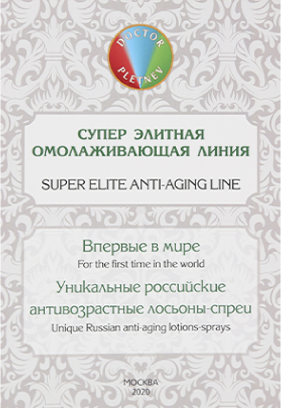 DOCTOR
PLETNEV
СУПЕР ЭЛИТНАЯ
ОМОЛАЖИВАЮЩАЯ ЛИНИЯ
SUPER ELITE ANTI-AGING LINE
Впервые в мире
For the first time in the world
Уникальные российские
антивозрастные лосьоны-спреи
Unique Russian anti-aging lotions-sprays
МОСКВА
2020